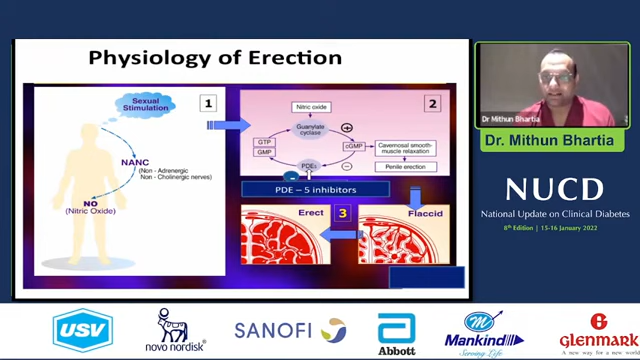 Physiology of Erection
Sexual
Stimulation
1
NANC
(Non - Adrenergic
Non - Cholinergic nerves)
NO
(Nitric Oxide)
2
Nitric oxide
Guanylate
cyclase
GTP
GMP
cGMP
PDE5
Cavernosal smooth-
muscle relaxation
Penile erection
PDE – 5 inhibitors
Erect
3
Flaccid
Dr Mithun Bhartia
Dr. Mithun Bhartia
NUCD
National Update on Clinical Diabetes
8th Edition | 15-16 January 2022
USV
novo nordisk
SANOFI
Abbott
Mankind
Serving Life
GLENMARK
A new way for a new world